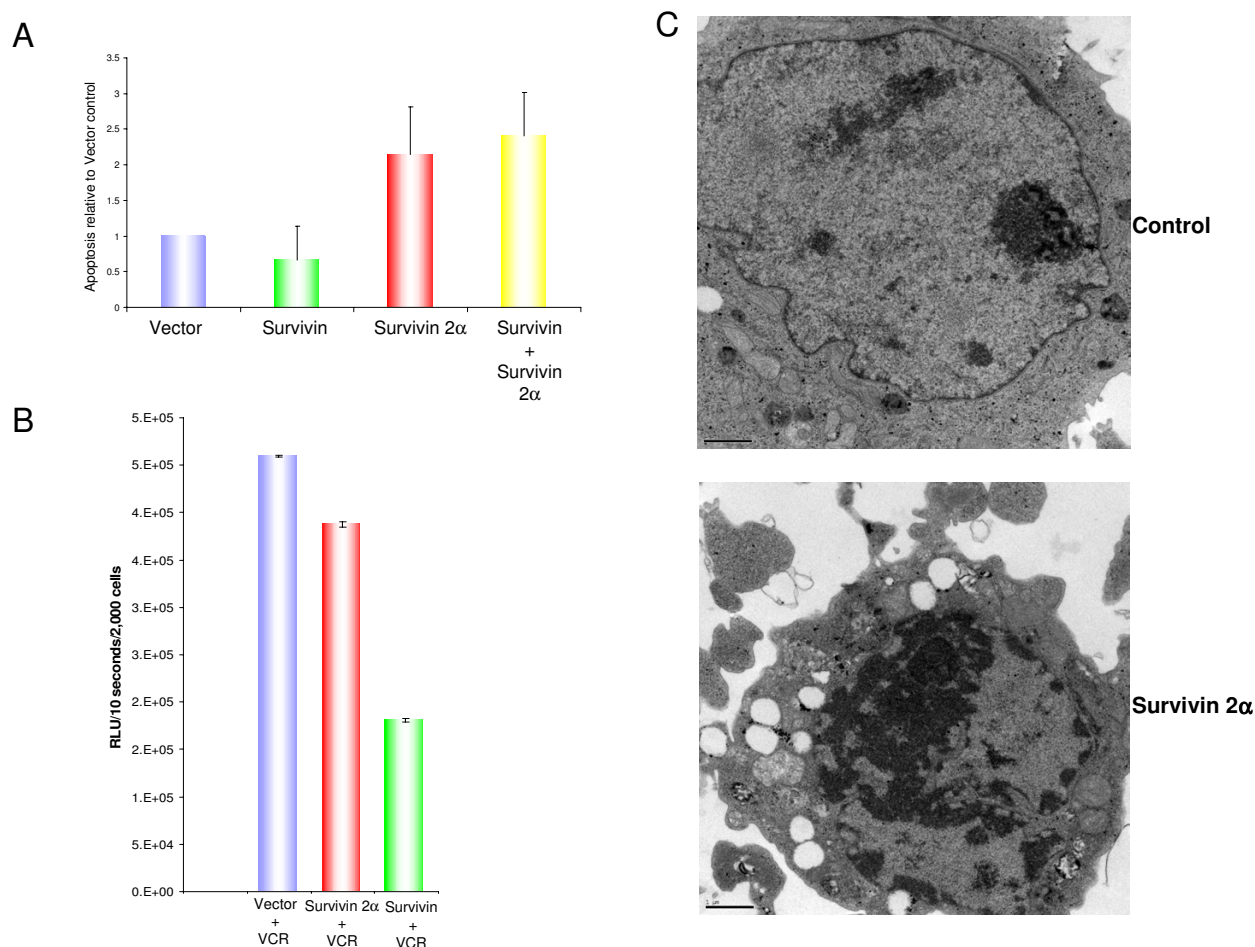 A
Apoptosis relative to Vector control
3.5
3
2.5
2
1.5
1
0.5
0
Vector
Survivin
Survivin 2α
Survivin
+
Survivin
2α
B
RLU/10 seconds/2,000 cells
5.E+05
5.E+05
4.E+05
4.E+05
3.E+05
3.E+05
2.E+05
2.E+05
1.E+05
5.E+04
0.E+00
Vector
+
VCR
Survivin 2α
+
VCR
Survivin
+
VCR
C
Control
Survivin 2α
1 µm